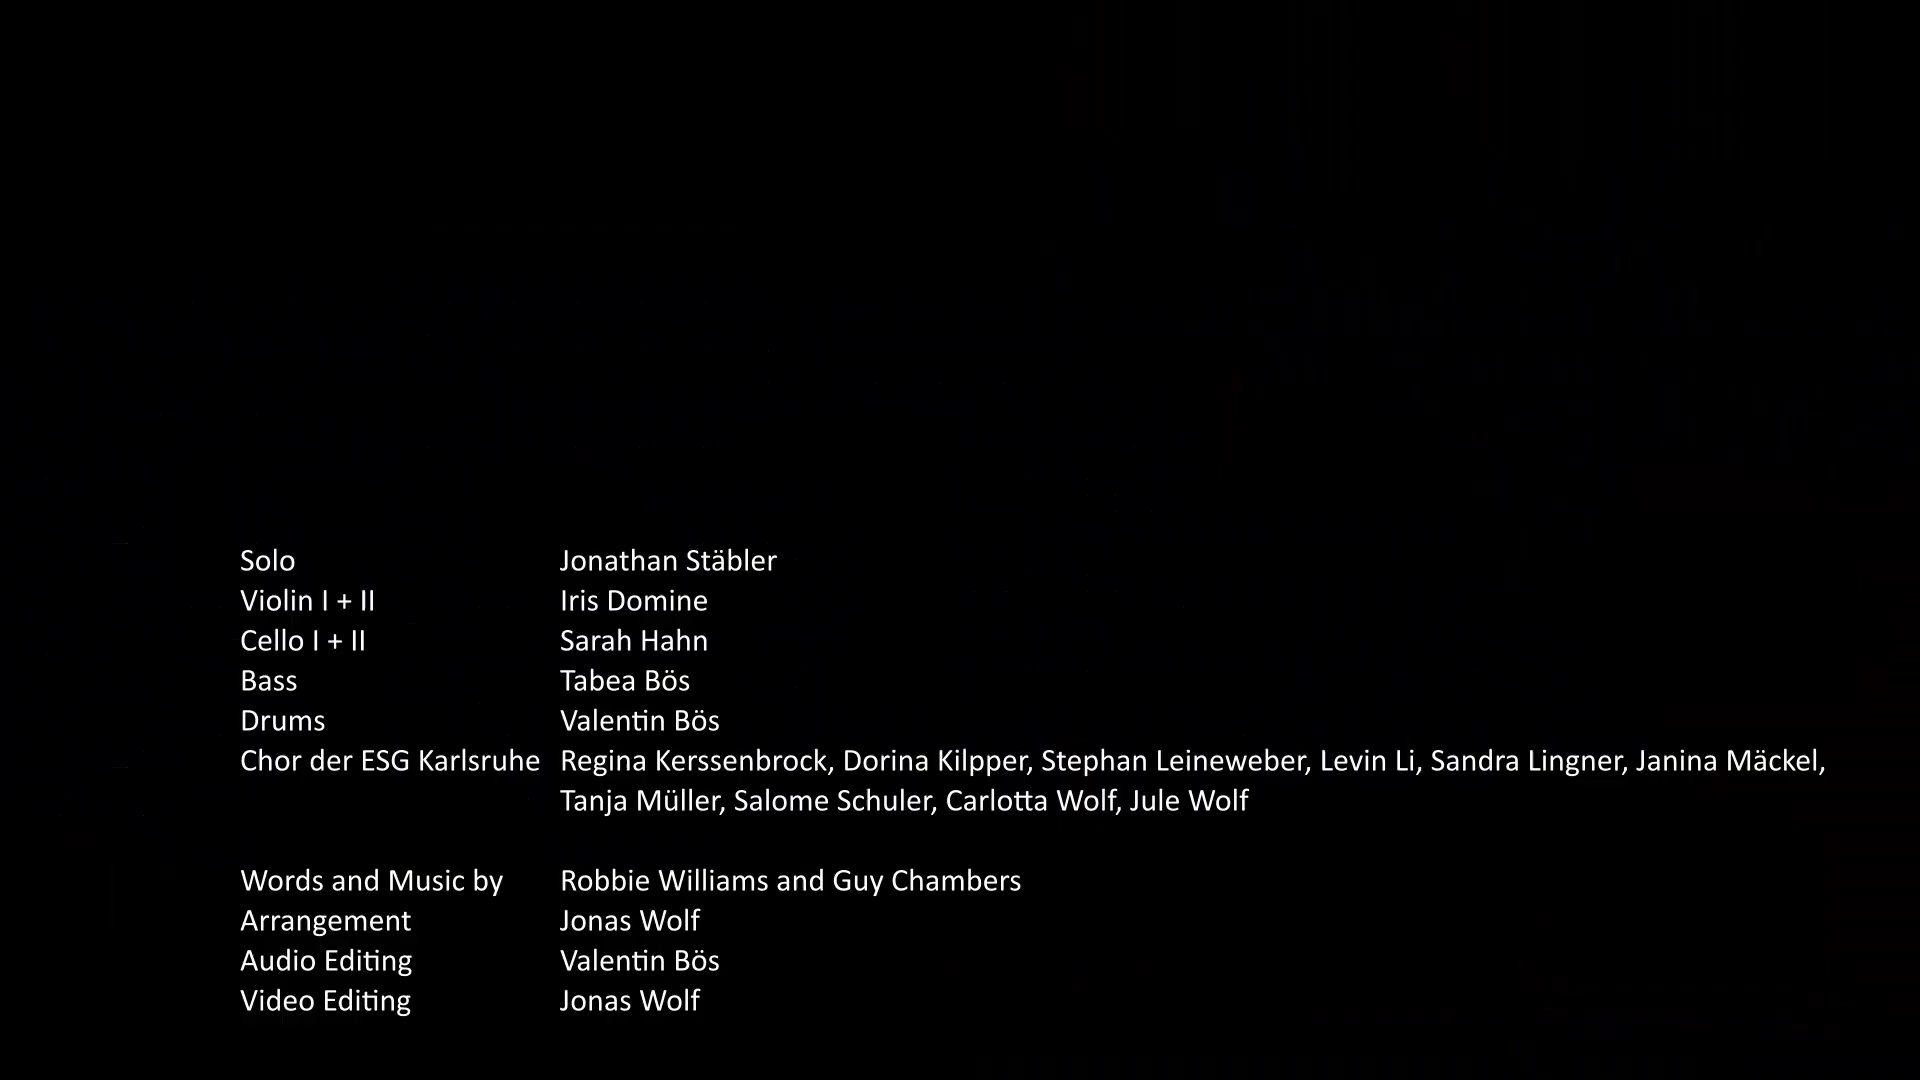 Solo Jonathan Stäbler
Violin I + II Iris Domine
Cello I + II Sarah Hahn
Bass Tabea Bös
Drums Valentin Bös
Chor der ESG Karlsruhe Regina Kerssenbrock, Dorina Kilpper, Stephan Leineweber, Levin Li, Sandra Lingner, Janina Mäckel,
Tanja Müller, Salome Schuler, Carlotta Wolf, Jule Wolf
Words and Music by Robbie Williams and Guy Chambers
Arrangement Jonas Wolf
Audio Editing Valentin Bös
Video Editing Jonas Wolf